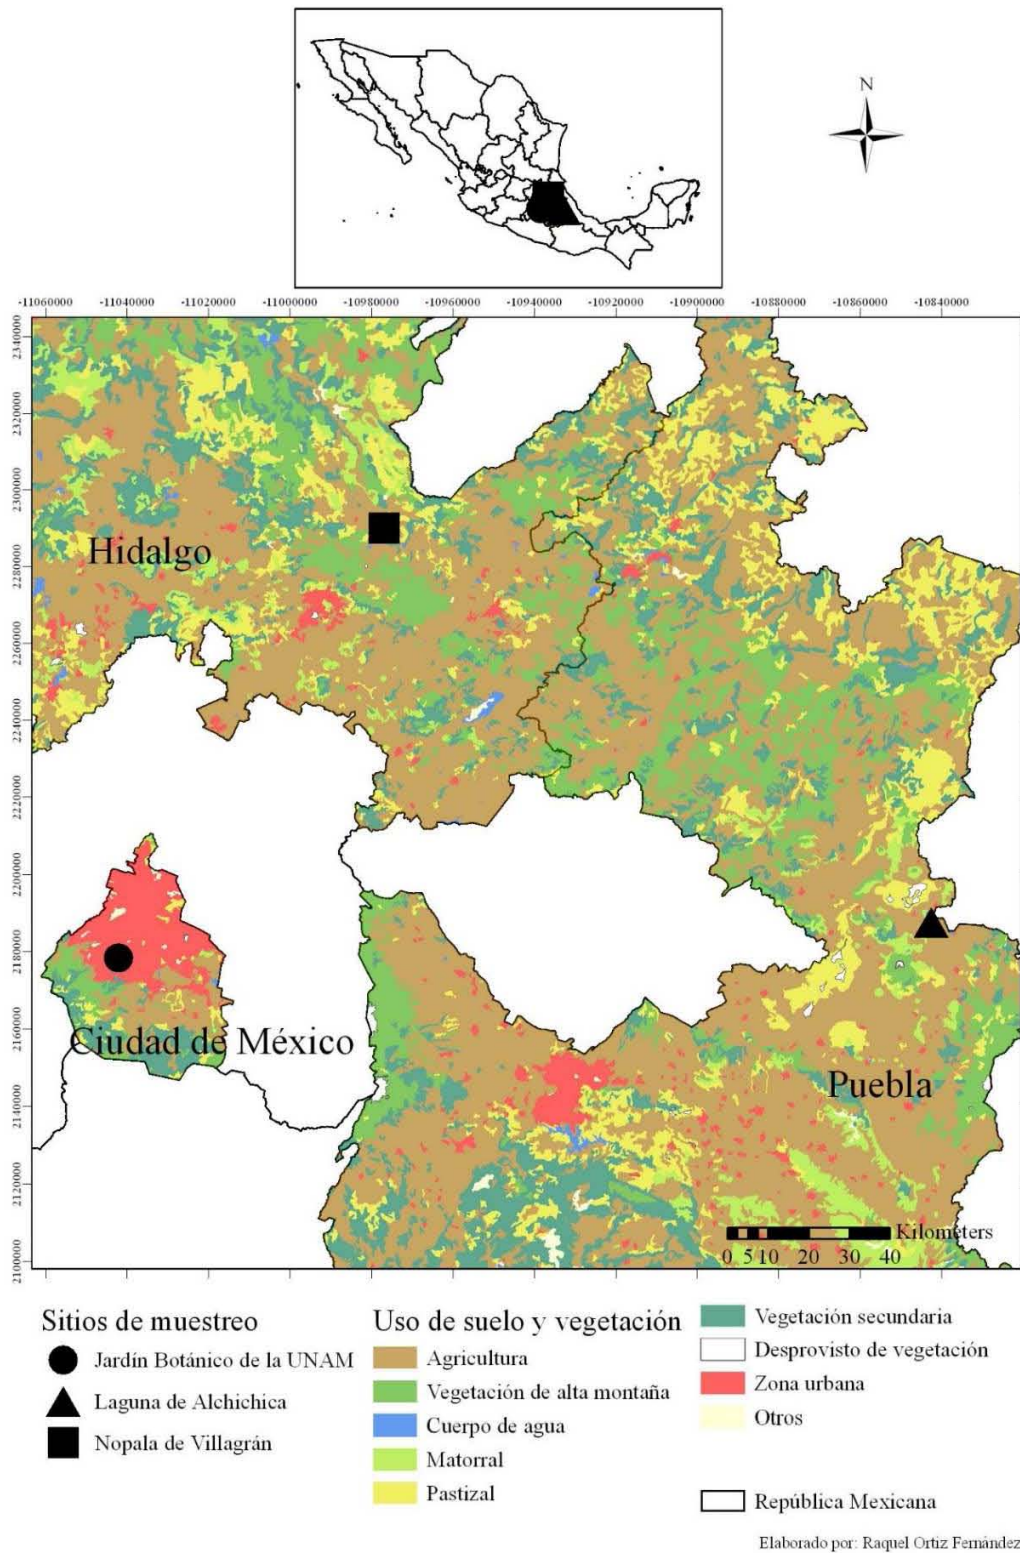 N
-11060000 -11040000 -11020000 -11000000 -10980000 -10960000 -10940000 -10920000 -10900000 -10880000 -10860000 -10840000
2340000
2320000
2300000
2280000
2260000
2240000
2220000
2200000
2180000
2160000
2140000
2120000
2100000
Hidalgo
Ciudad de México
Puebla
Kilometers
0 5 10 20 30 40
Sitios de muestreo
Jardín Botánico de la UNAM
Laguna de Alchichica
Nopala de Villagrán
Uso de suelo y vegetación
Agricultura
Vegetación de alta montaña
Cuerpo de agua
Matorral
Pastizal
Vegetación secundaria
Desprovisto de vegetación
Zona urbana
Otros
República Mexicana
Elaborado por: Raquel Ortiz Fernández